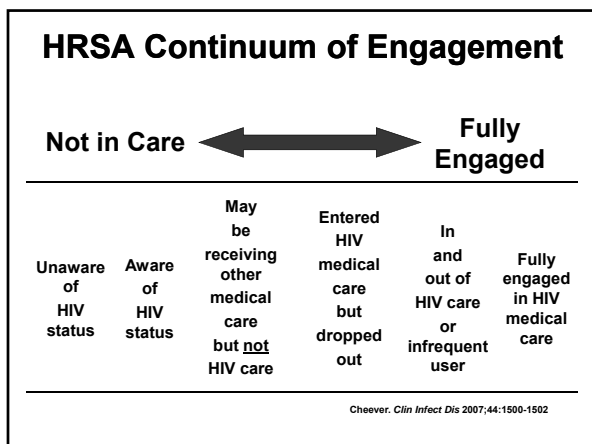 HRSA Continuum of Engagement
Not in Care
Fully
Engaged
Unaware
of
HIV
status
Aware
of
HIV
status
May
be
receiving
other
medical
care
but not
HIV care
Entered
HIV
medical
care
but
dropped
out
In
and
out of
HIV care
or
infrequent
user
Fully
engaged
in HIV
medical
care
Cheever. Clin Infect Dis 2007;44:1500-1502